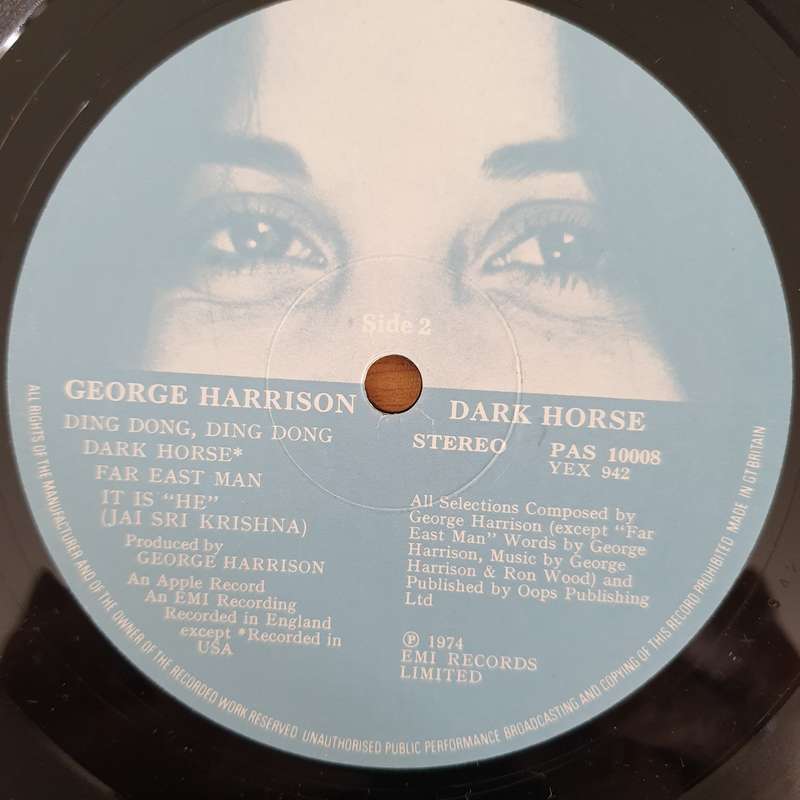 Side 2
GEORGE HARRISON
DARK HORSE
DING DONG, DING DONG
DARK HORSE*
FAR EAST MAN
IT IS "HE"
(JAI SRI KRISHNA)
Produced by
GEORGE HARRISON
An Apple Record
An EMI Recording
Recorded in England
except *Recorded in
USA
STEREO
PAS 10008
YEX 942
All Selections Composed by
George Harrison (except "Far
East Man" Words by George
Harrison, Music by George
Harrison & Ron Wood) and
Published by Oops Publishing
Ltd
℗ 1974
EMI RECORDS
LIMITED
ALL RIGHTS OF THE MANUFACTURER AND OF THE OWNER OF THE RECORDED WORK RESERVED UNAUTHORISED PUBLIC PERFORMANCE BROADCASTING AND COPYING OF THIS RECORD PROHIBITED MADE IN GT BRITAIN